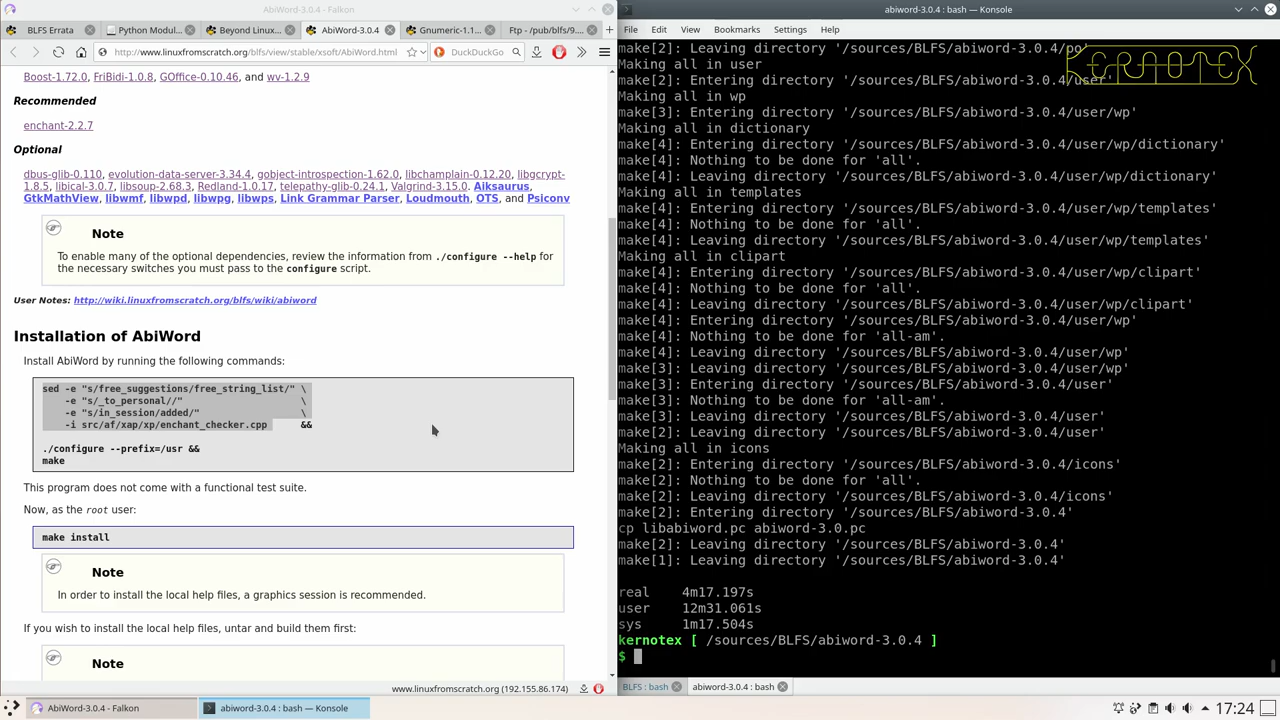 AbiWord-3.0.4 - Falkon
BLFS Errata
Python Modul...
Beyond Linux...
AbiWord-3.0.4
Gnumeric-1.1...
Ftp - pub/blfs/9....
http://www.linuxfromscratch.org/blfs/view/stable/xsoft/AbiWord.html
DuckDuckGo
Boost-1.72.0, FriBidi-1.0.8, GOffice-0.10.46, and wv-1.2.9
Recommended
enchant-2.2.7
Optional
dbus-glib-0.110, evolution-data-server-3.34.4, gobject-introspection-1.62.0, libchamplain-0.12.20, libgcrypt-
1.8.5, libical-3.0.7, libsoup-2.68.3, Redland-1.0.17, telepathy-glib-0.24.1, Valgrind-3.15.0. Aiksaurus,
GtkMathView, libwmf, libwpd, libwpg, libwps, Link Grammar Parser, Loudmouth, OTS, and Psiconv
Note
To enable many of the optional dependencies, review the information from ./configure --help for
the necessary switches you must pass to the configure script.
User Notes: http://wiki.linuxfromscratch.org/blfs/wiki/abiword
Installation of AbiWord
Install AbiWord by running the following commands:
sed -e "s/free_suggestions/free_string_list/" \
-e "s/_to_personal//" \
-e "s/in_session/added/" \
-i src/af/xap/xp/enchant_checker.cpp &&
./configure --prefix=/usr &&
make
This program does not come with a functional test suite.
Now, as the root user:
make install
Note
In order to install the local help files, a graphics session is recommended.
If you wish to install the local help files, untar and build them first:
Note
www.linuxfromscratch.org (192.155.86.174)
abiword-3.0.4 : bash — Konsole
File Edit View Bookmarks Settings Help
make[2]: Leaving directory '/sources/BLFS/abiword-3.0.4/po'
Making all in user
make[2]: Entering directory '/sources/BLFS/abiword-3.0.4/user'
Making all in wp
make[3]: Entering directory '/sources/BLFS/abiword-3.0.4/user/wp'
Making all in dictionary
make[4]: Entering directory '/sources/BLFS/abiword-3.0.4/user/wp/dictionary'
make[4]: Nothing to be done for 'all'.
make[4]: Leaving directory '/sources/BLFS/abiword-3.0.4/user/wp/dictionary'
Making all in templates
make[4]: Entering directory '/sources/BLFS/abiword-3.0.4/user/wp/templates'
make[4]: Nothing to be done for 'all'.
make[4]: Leaving directory '/sources/BLFS/abiword-3.0.4/user/wp/templates'
Making all in clipart
make[4]: Entering directory '/sources/BLFS/abiword-3.0.4/user/wp/clipart'
make[4]: Nothing to be done for 'all'.
make[4]: Leaving directory '/sources/BLFS/abiword-3.0.4/user/wp/clipart'
make[4]: Entering directory '/sources/BLFS/abiword-3.0.4/user/wp'
make[4]: Nothing to be done for 'all-am'.
make[4]: Leaving directory '/sources/BLFS/abiword-3.0.4/user/wp'
make[3]: Leaving directory '/sources/BLFS/abiword-3.0.4/user/wp'
make[3]: Entering directory '/sources/BLFS/abiword-3.0.4/user'
make[3]: Nothing to be done for 'all-am'.
make[3]: Leaving directory '/sources/BLFS/abiword-3.0.4/user'
make[2]: Leaving directory '/sources/BLFS/abiword-3.0.4/user'
Making all in icons
make[2]: Entering directory '/sources/BLFS/abiword-3.0.4/icons'
make[2]: Nothing to be done for 'all'.
make[2]: Leaving directory '/sources/BLFS/abiword-3.0.4/icons'
make[2]: Entering directory '/sources/BLFS/abiword-3.0.4'
cp libabiword.pc abiword-3.0.pc
make[2]: Leaving directory '/sources/BLFS/abiword-3.0.4'
make[1]: Leaving directory '/sources/BLFS/abiword-3.0.4'
real 4m17.197s
user 12m31.061s
sys 1m17.504s
kernotex [ /sources/BLFS/abiword-3.0.4 ]
$
KERNOTEX
BLFS : bash
abiword-3.0.4 : bash
AbiWord-3.0.4 - Falkon
abiword-3.0.4 : bash — Konsole
17:24